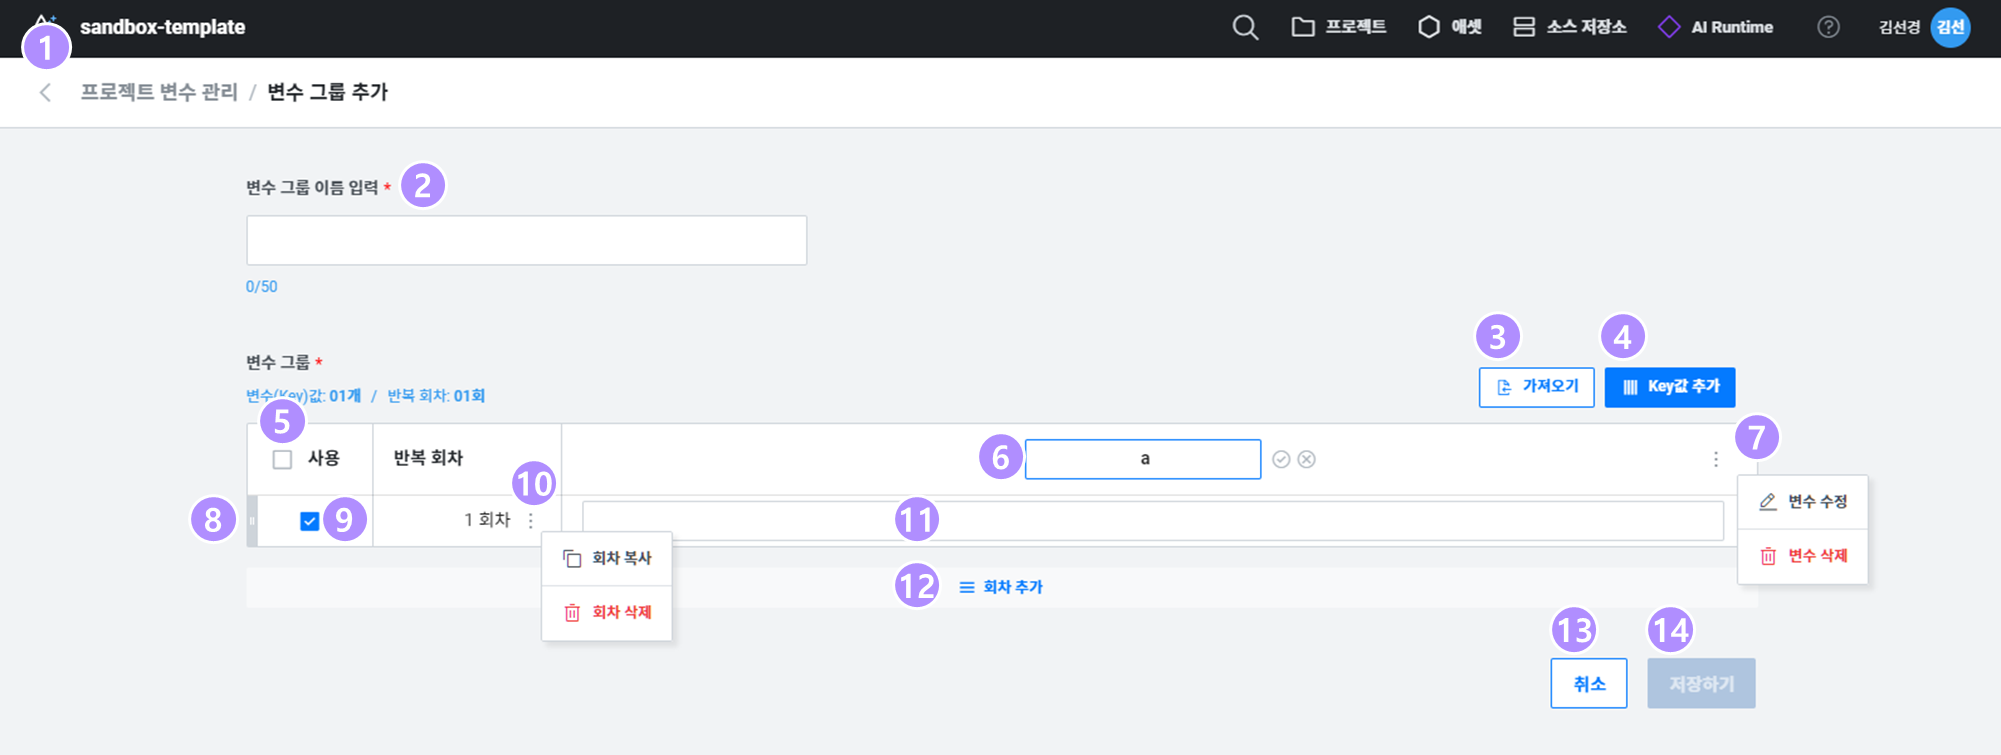 sandbox-template
프로젝트 애셋 소스 저장소 AI Runtime ? 김선경 김선
1
프로젝트 변수 관리 / 변수 그룹 추가
변수 그룹 이름 입력 * 2
0/50
3 4
변수 그룹 *
가져오기 Key값 추가
변수(Key)값: 01개 / 반복 회차: 01회
5 7
사용 반복 회차 6 a
10
변수 수정
8 9 1 회차 11
회차 복사 변수 삭제
12 회차 추가
회차 삭제
13 14
취소 저장하기